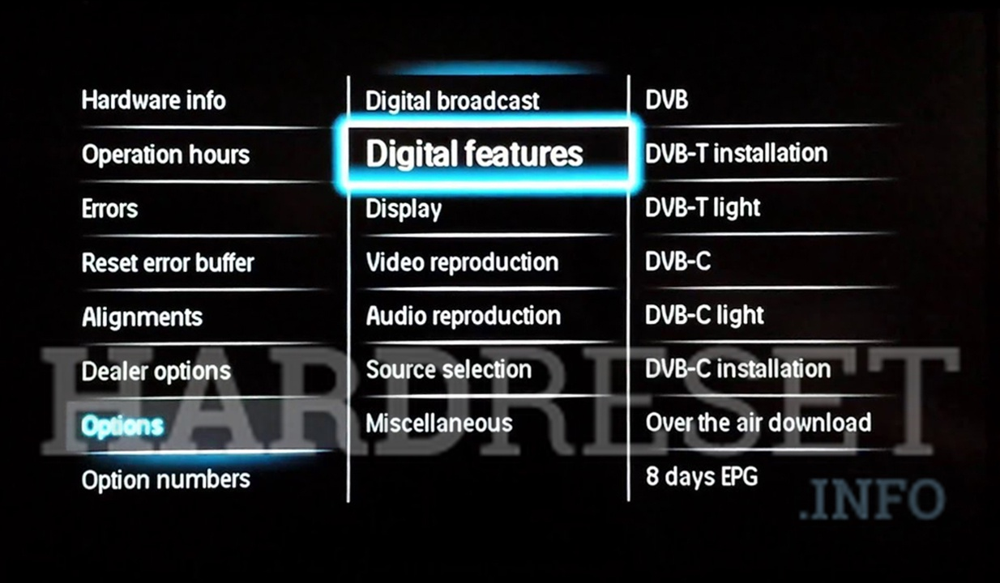 Hardware info
Operation hours
Errors
Reset error buffer
Alignments
Dealer options
Options
Option numbers
Digital broadcast
Digital features
Display
Video reproduction
Audio reproduction
Source selection
Miscellaneous
DVB
DVB-T installation
DVB-T light
DVB-C
DVB-C light
DVB-C installation
Over the air download
8 days EPG
HARDRESET
.INFO